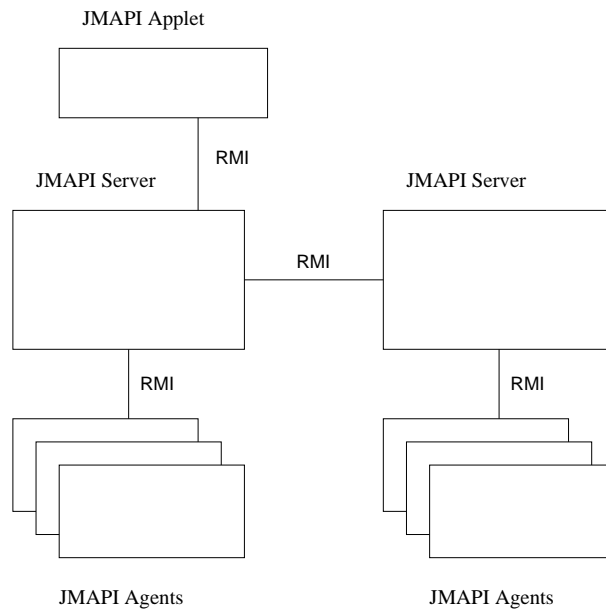 JMAPI Applet
RMI
JMAPI Server
JMAPI Server
RMI
RMI
RMI
JMAPI Agents
JMAPI Agents